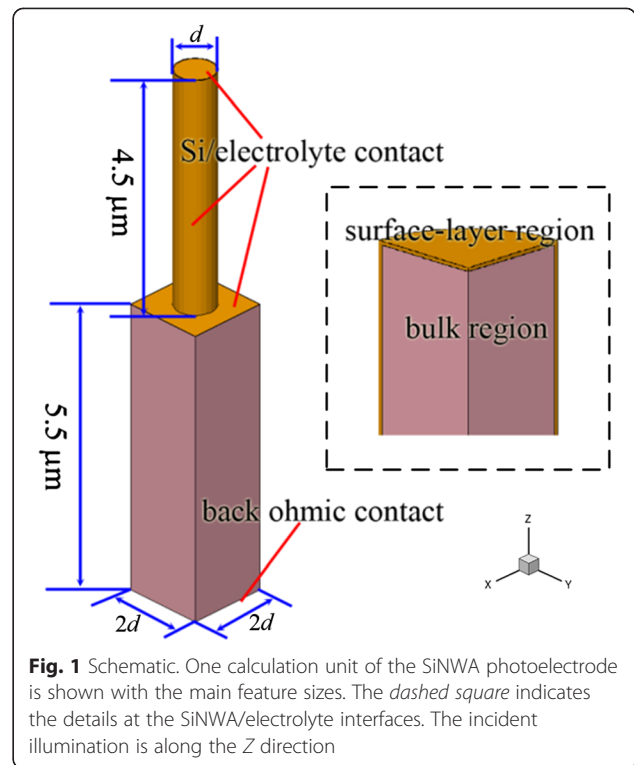 d
4.5 μm
Si/electrolyte contact
surface-layer-region
bulk region
5.5 μm
back ohmic contact
2d
2d
Z
X
Y
Fig. 1 Schematic. One calculation unit of the SiNWA photoelectrode
is shown with the main feature sizes. The dashed square indicates
the details at the SiNWA/electrolyte interfaces. The incident
illumination is along the Z direction